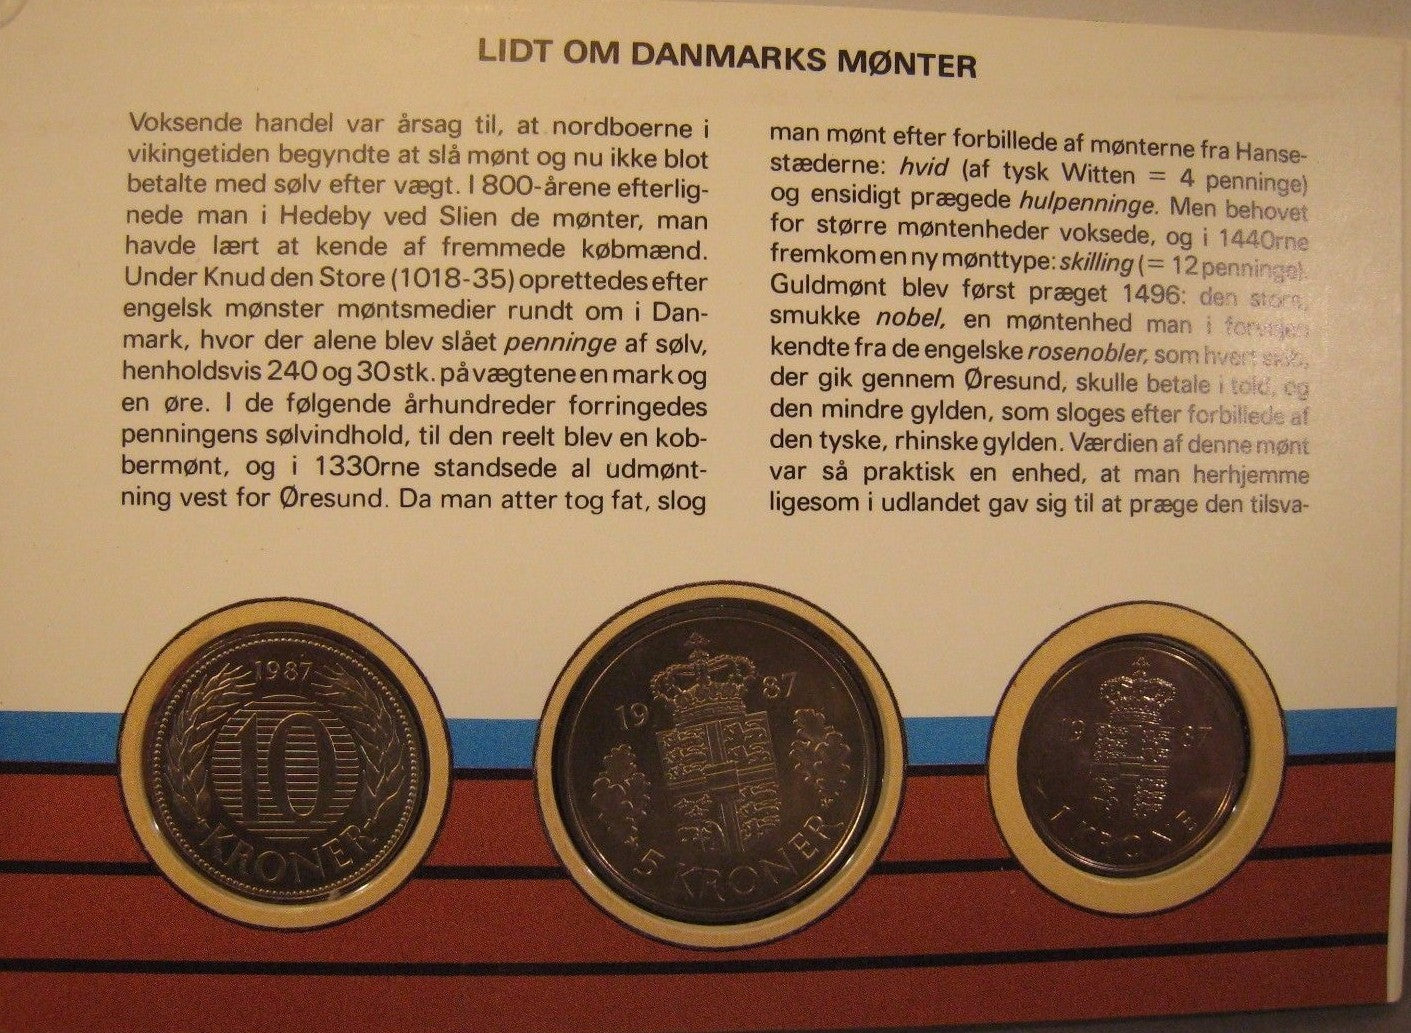 LIDT OM DANMARKS MØNTER
Voksende handel var årsag til, at nordboerne i
vikingetiden begyndte at slå mønt og nu ikke blot
betalte med sølv efter vægt. I 800-årene efterlig-
nede man i Hedeby ved Slien de mønter, man
havde lært at kende af fremmede købmænd.
Under Knud den Store (1018-35) oprettedes efter
engelsk mønster møntsmedier rundt om i Dan-
mark, hvor der alene blev slået penninge af sølv,
henholdsvis 240 og 30 stk. på vægtene en mark og
en øre. I de følgende århundreder forringedes
penningens sølvindhold, til den reelt blev en kob-
bermønt, og i 1330rne standsede al udmønt-
ning vest for Øresund. Da man atter tog fat, slog
man mønt efter forbillede af mønterne fra Hanse-
stæderne: hvid (af tysk Witten = 4 penninge)
og ensidigt prægede hulpenninge. Men behovet
for større møntenheder voksede, og i 1440rne
fremkom en ny mønttype: skilling (= 12 penninge).
Guldmønt blev først præget 1496: den store,
smukke nobel, en møntenhed man i forvejen
kendte fra de engelske rosenobler, som hvert skib,
der gik gennem Øresund, skulle betale i told, og
den mindre gylden, som sloges efter forbillede af
den tyske, rhinske gylden. Værdien af denne mønt
var så praktisk en enhed, at man herhjemme
ligesom i udlandet gav sig til at præge den tilsva-
1987
10
KRONER
19 87
5 KRONER
19 87
1 KRONE